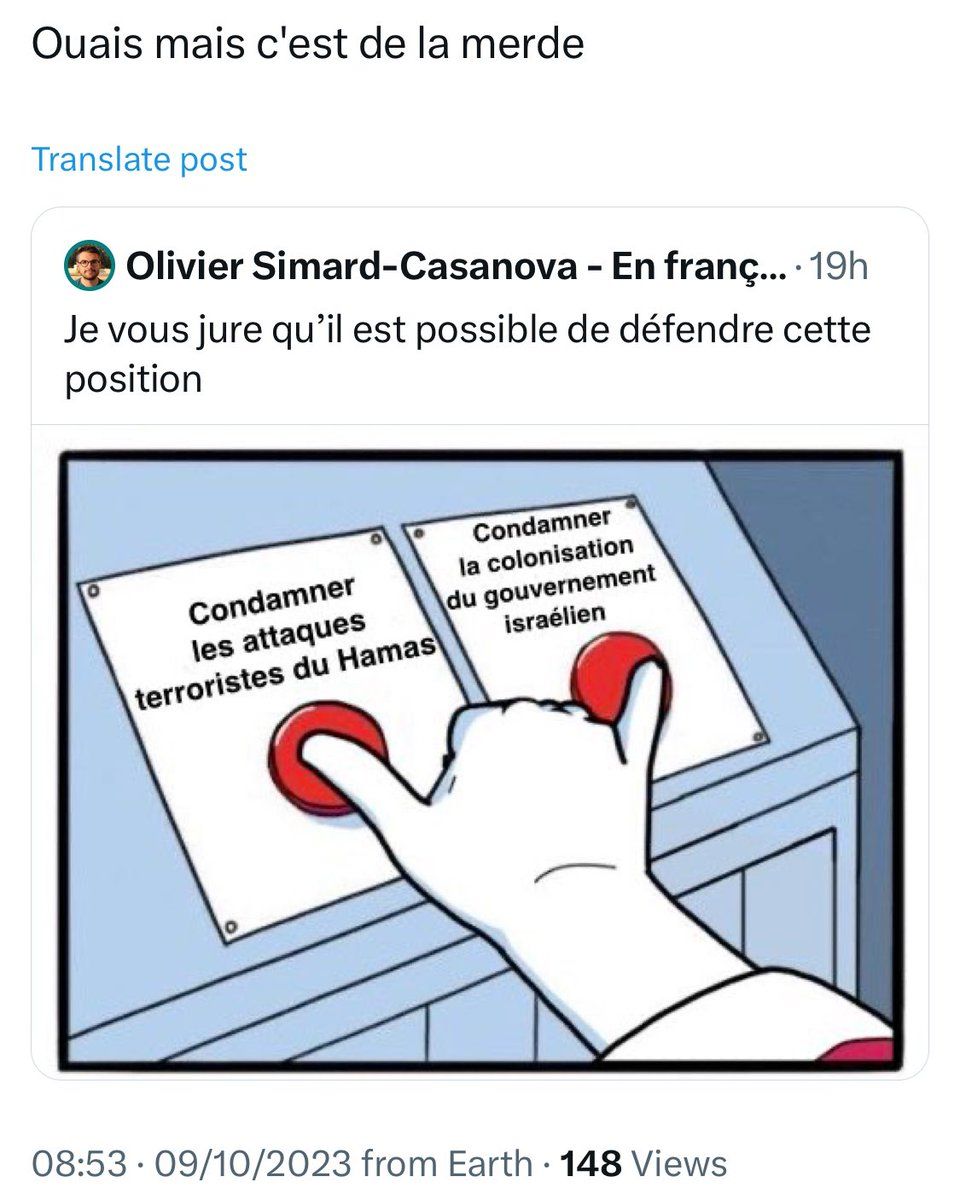 Ouais mais c'est de la merde
Translate post
Olivier Simard-Casanova - En franç... · 19h
Je vous jure qu’il est possible de défendre cette
position
Condamner
les attaques
terroristes du Hamas
Condamner
la colonisation
du gouvernement
israélien
08:53 · 09/10/2023 from Earth · 148 Views